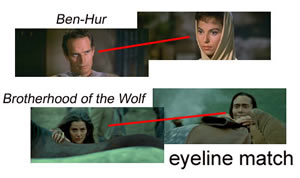 Ben-Hur
Brotherhood of the Wolf
eyeline match